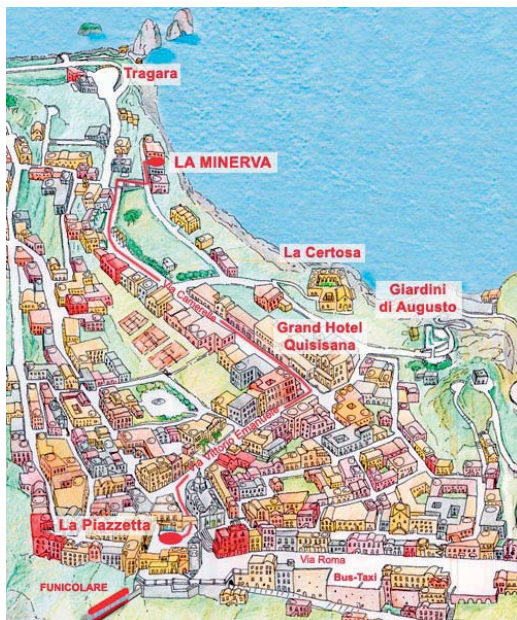 Tragara
LA MINERVA
La Certosa
Giardini
di Augusto
Via Camerelle
Grand Hotel
Quisisana
Via Vittorio Emanuele
La Piazzetta
Via Roma
Bus-Taxi
FUNICOLARE